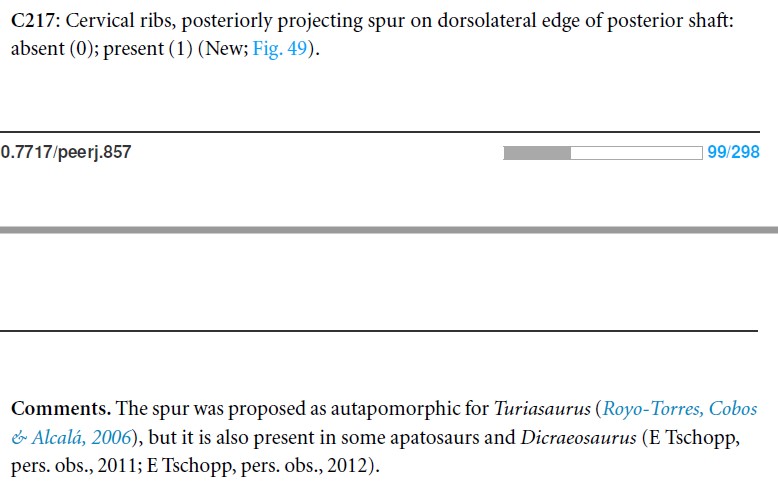 C217: Cervical ribs, posteriorly projecting spur on dorsolateral edge of posterior shaft:
absent (0); present (1) (New; Fig. 49).
0.7717/peerj.857
99/298
Comments. The spur was proposed as autapomorphic for Turiasaurus (Royo-Torres, Cobos
& Alcalá, 2006), but it is also present in some apatosaurs and Dicraeosaurus (E Tschopp,
pers. obs., 2011; E Tschopp, pers. obs., 2012).